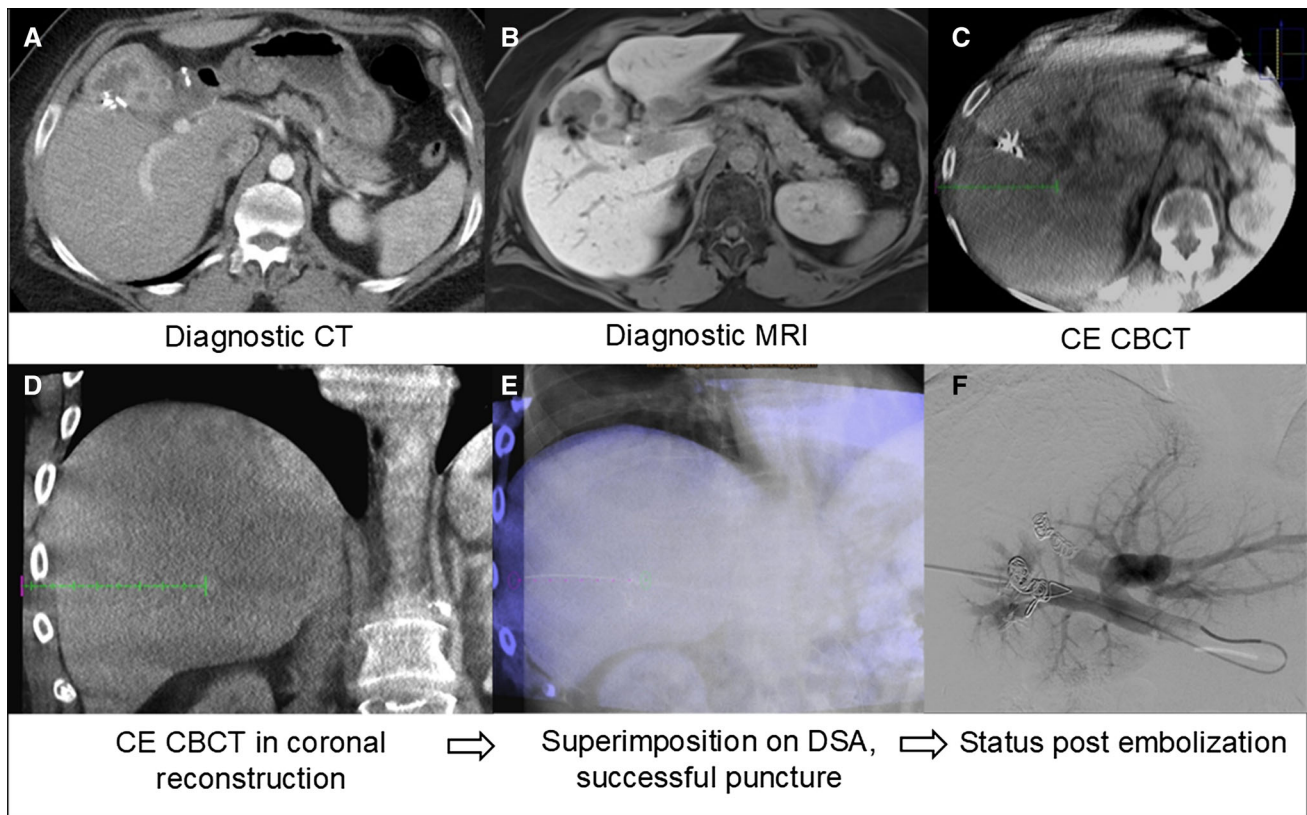 A
B
C
Diagnostic CT
Diagnostic MRI
CE CBCT
D
E
F
CE CBCT in coronal
reconstruction
Superimposition on DSA,
successful puncture
Status post embolization